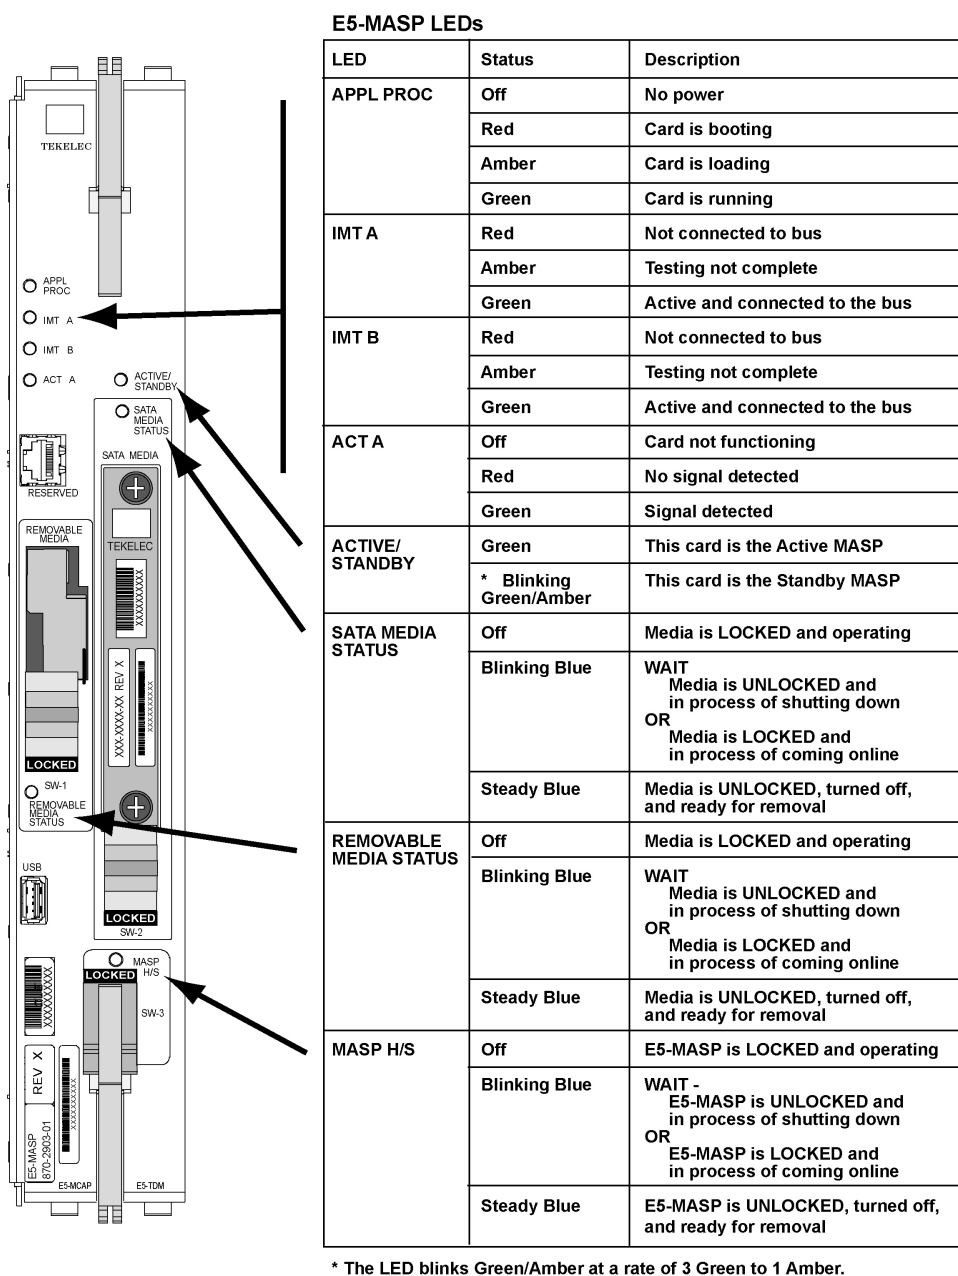 E5-MASP LEDs
LED Status Description
APPL PROC Off No power
Red Card is booting
Amber Card is loading
Green Card is running
IMT A Red Not connected to bus
Amber Testing not complete
Green Active and connected to the bus
IMT B Red Not connected to bus
Amber Testing not complete
Green Active and connected to the bus
ACT A Off Card not functioning
Red No signal detected
Green Signal detected
ACTIVE/
STANDBY
Green This card is the Active MASP
* Blinking
Green/Amber
This card is the Standby MASP
SATA MEDIA
STATUS
Off Media is LOCKED and operating
Blinking Blue WAIT
Media is UNLOCKED and
in process of shutting down
OR
Media is LOCKED and
in process of coming online
Steady Blue Media is UNLOCKED, turned off,
and ready for removal
REMOVABLE
MEDIA STATUS
Off Media is LOCKED and operating
Blinking Blue WAIT
Media is UNLOCKED and
in process of shutting down
OR
Media is LOCKED and
in process of coming online
Steady Blue Media is UNLOCKED, turned off,
and ready for removal
MASP H/S Off E5-MASP is LOCKED and operating
Blinking Blue WAIT -
E5-MASP is UNLOCKED and
in process of shutting down
OR
E5-MASP is LOCKED and
in process of coming online
Steady Blue E5-MASP is UNLOCKED, turned off,
and ready for removal
* The LED blinks Green/Amber at a rate of 3 Green to 1 Amber.
TEKELEC
APPL
PROC
IMT A
IMT B
ACT A
ACTIVE/
STANDBY
SATA
MEDIA
STATUS
SATA MEDIA
RESERVED
REMOVABLE
MEDIA
TEKELEC
XXXXXXXXXX
XXX-XXXX-XX REV X
XXXXXXXXXX
LOCKED
SW-1
REMOVABLE
MEDIA
STATUS
USB
LOCKED
SW-2
MASP
H/S
LOCKED
SW-3
XXXXXXXXXX
REV X
XXXXXXXXXX
E5-MASP
870-2903-01
E5-MCAP
E5-TDM